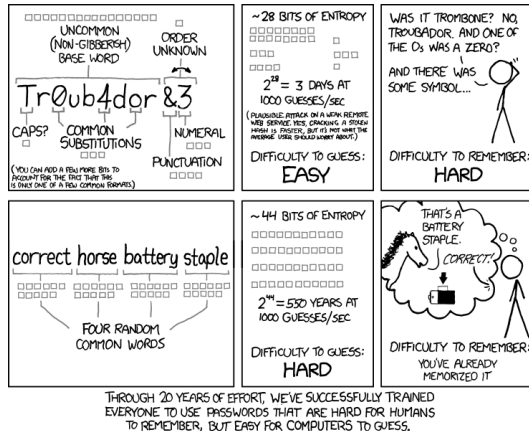 UNCOMMON
(NON-GIBBERISH)
BASE WORD
ORDER
UNKNOWN
Tr0ub4dor &3
CAPS?
COMMON
SUBSTITUTIONS
NUMERAL
PUNCTUATION
(YOU CAN ADD A FEW MORE BITS TO
ACCOUNT FOR THE FACT THAT THIS
IS ONLY ONE OF A FEW COMMON FORMATS.)
~28 BITS OF ENTROPY
2^28 = 3 DAYS AT
1000 GUESSES/SEC
(PLAUSIBLE ATTACK ON A WEAK REMOTE
WEB SERVICE. YES, CRACKING A STOLEN
HASH IS FASTER, BUT IT'S NOT WHAT THE
AVERAGE USER SHOULD WORRY ABOUT.)
DIFFICULTY TO GUESS:
EASY
WAS IT TROMBONE? NO,
TROUBADOR. AND ONE OF
THE Os WAS A ZERO?
AND THERE WAS
SOME SYMBOL...
DIFFICULTY TO REMEMBER:
HARD
correct horse battery staple
FOUR RANDOM
COMMON WORDS
~44 BITS OF ENTROPY
2^44 = 550 YEARS AT
1000 GUESSES/SEC
DIFFICULTY TO GUESS:
HARD
THAT'S A
BATTERY
STAPLE.
CORRECT!
DIFFICULTY TO REMEMBER:
YOU'VE ALREADY
MEMORIZED IT
THROUGH 20 YEARS OF EFFORT, WE'VE SUCCESSFULLY TRAINED
EVERYONE TO USE PASSWORDS THAT ARE HARD FOR HUMANS
TO REMEMBER, BUT EASY FOR COMPUTERS TO GUESS.